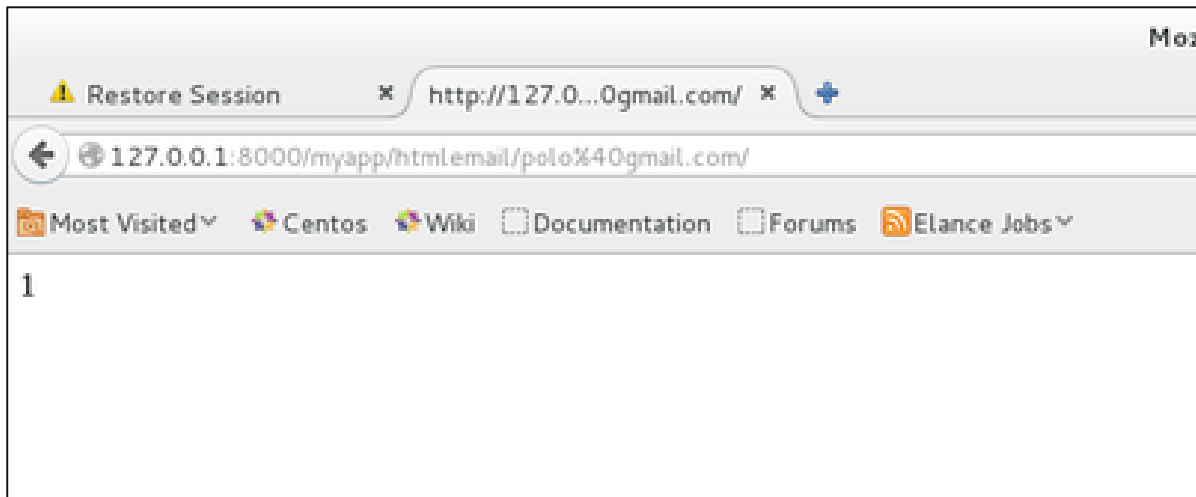 Moz
Restore Session http://127.0...0gmail.com/
127.0.0.1:8000/myapp/htmlemail/polo%40gmail.com/
Most Visited Centos Wiki Documentation Forums Elance Jobs
1